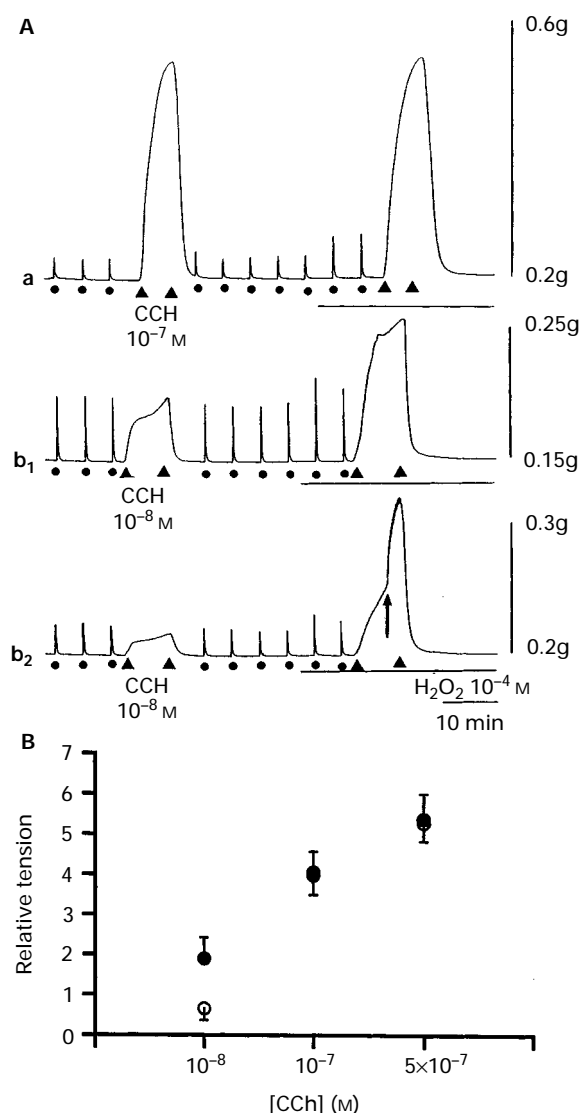 A
0.6g
a
0.2g
CCH
10⁻⁷ M
0.25g
b₁
0.15g
CCH
10⁻⁸ M
0.3g
b₂
0.2g
CCH
10⁻⁸ M
H₂O₂ 10⁻⁴ M
10 min
B
7
6
5
4
3
2
1
0
Relative tension
10⁻⁸
10⁻⁷
5×10⁻⁷
[CCh] (M)